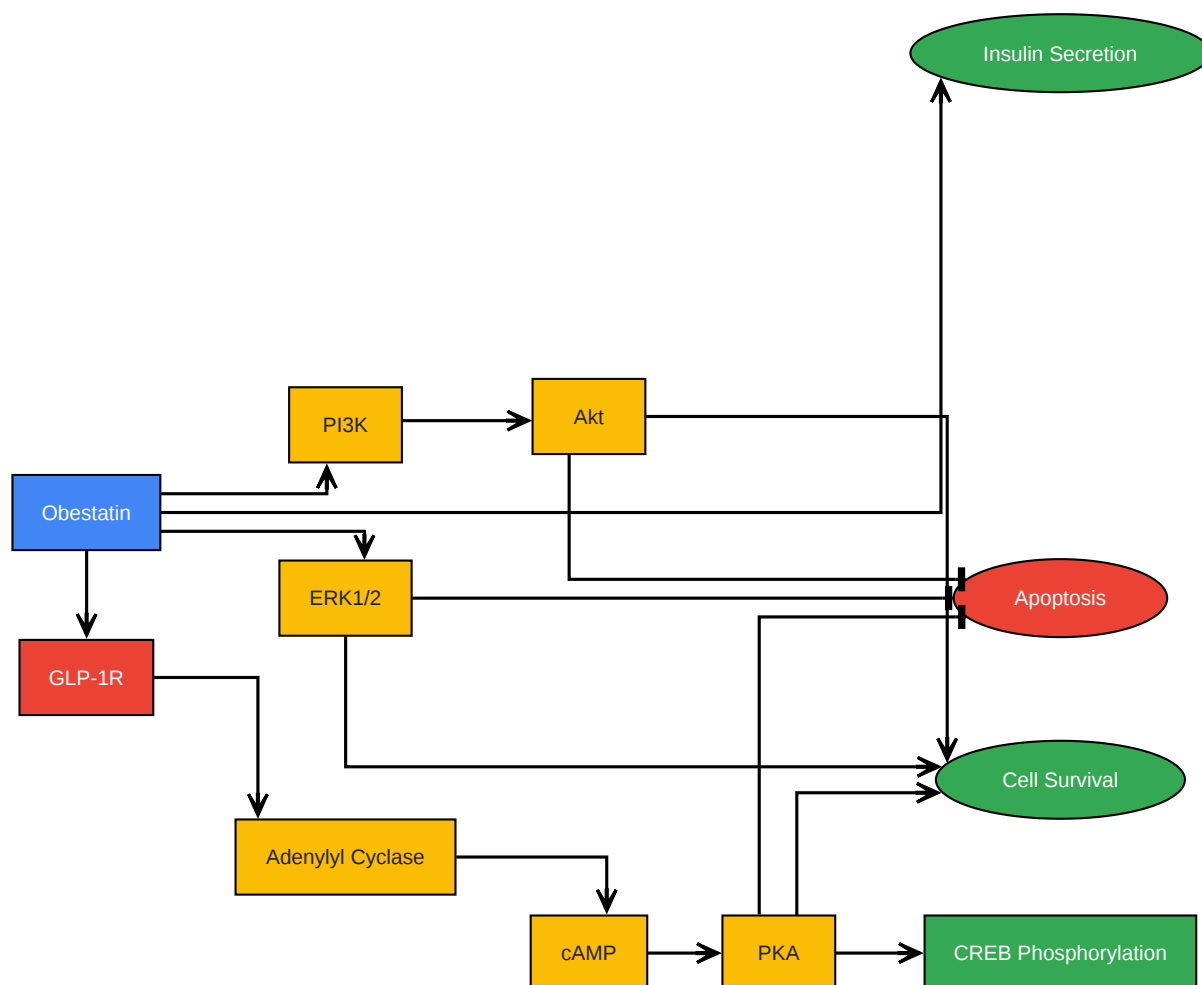 Insulin Secretion
PI3K
Akt
Obestatin
ERK1/2
Apoptosis
GLP-1R
Cell Survival
Adenylyl Cyclase
cAMP
PKA
CREB Phosphorylation